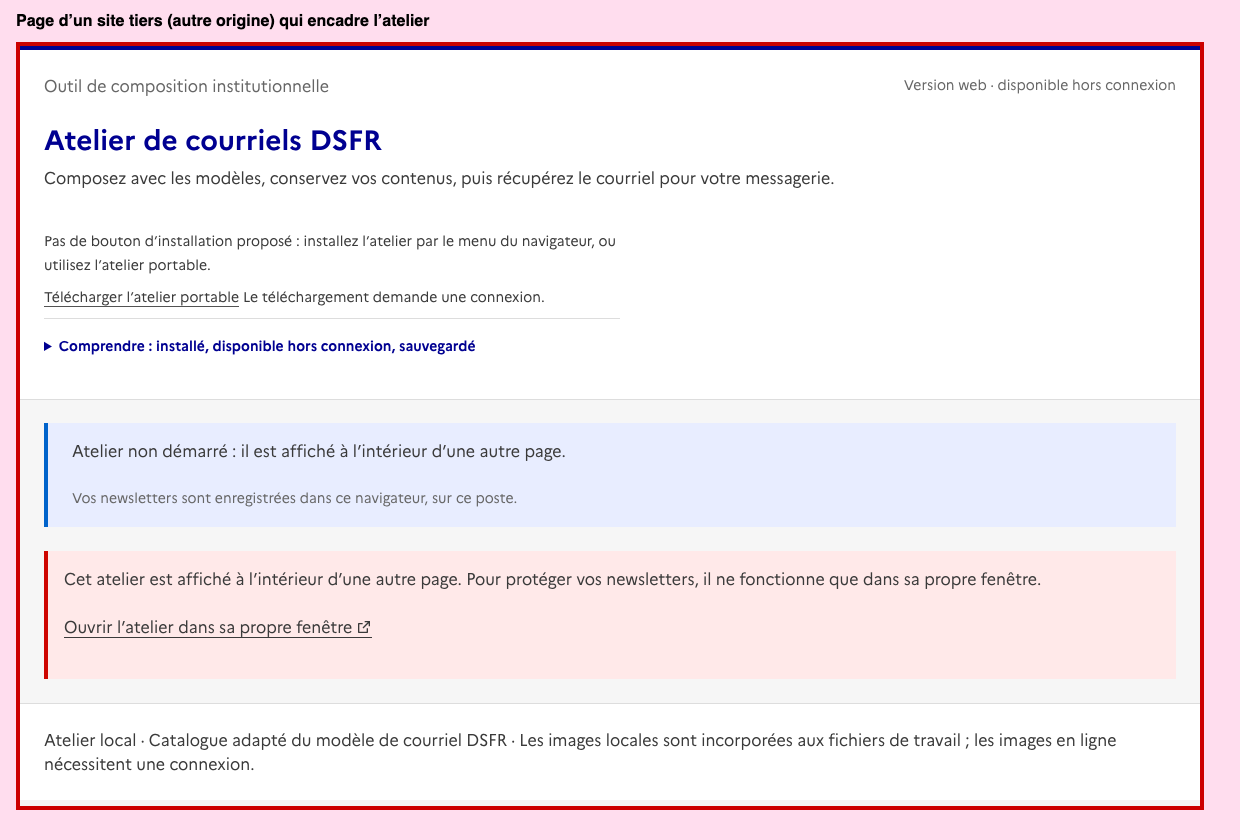 Page d’un site tiers (autre origine) qui encadre l’atelier
Outil de composition institutionnelle
Version web · disponible hors connexion
Atelier de courriels DSFR
Composez avec les modèles, conservez vos contenus, puis récupérez le courriel pour votre messagerie.
Pas de bouton d’installation proposé : installez l’atelier par le menu du navigateur, ou
utilisez l’atelier portable.
Télécharger l’atelier portable Le téléchargement demande une connexion.
Comprendre : installé, disponible hors connexion, sauvegardé
Atelier non démarré : il est affiché à l’intérieur d’une autre page.
Vos newsletters sont enregistrées dans ce navigateur, sur ce poste.
Cet atelier est affiché à l’intérieur d’une autre page. Pour protéger vos newsletters, il ne fonctionne que dans sa propre fenêtre.
Ouvrir l’atelier dans sa propre fenêtre
Atelier local · Catalogue adapté du modèle de courriel DSFR · Les images locales sont incorporées aux fichiers de travail ; les images en ligne
nécessitent une connexion.